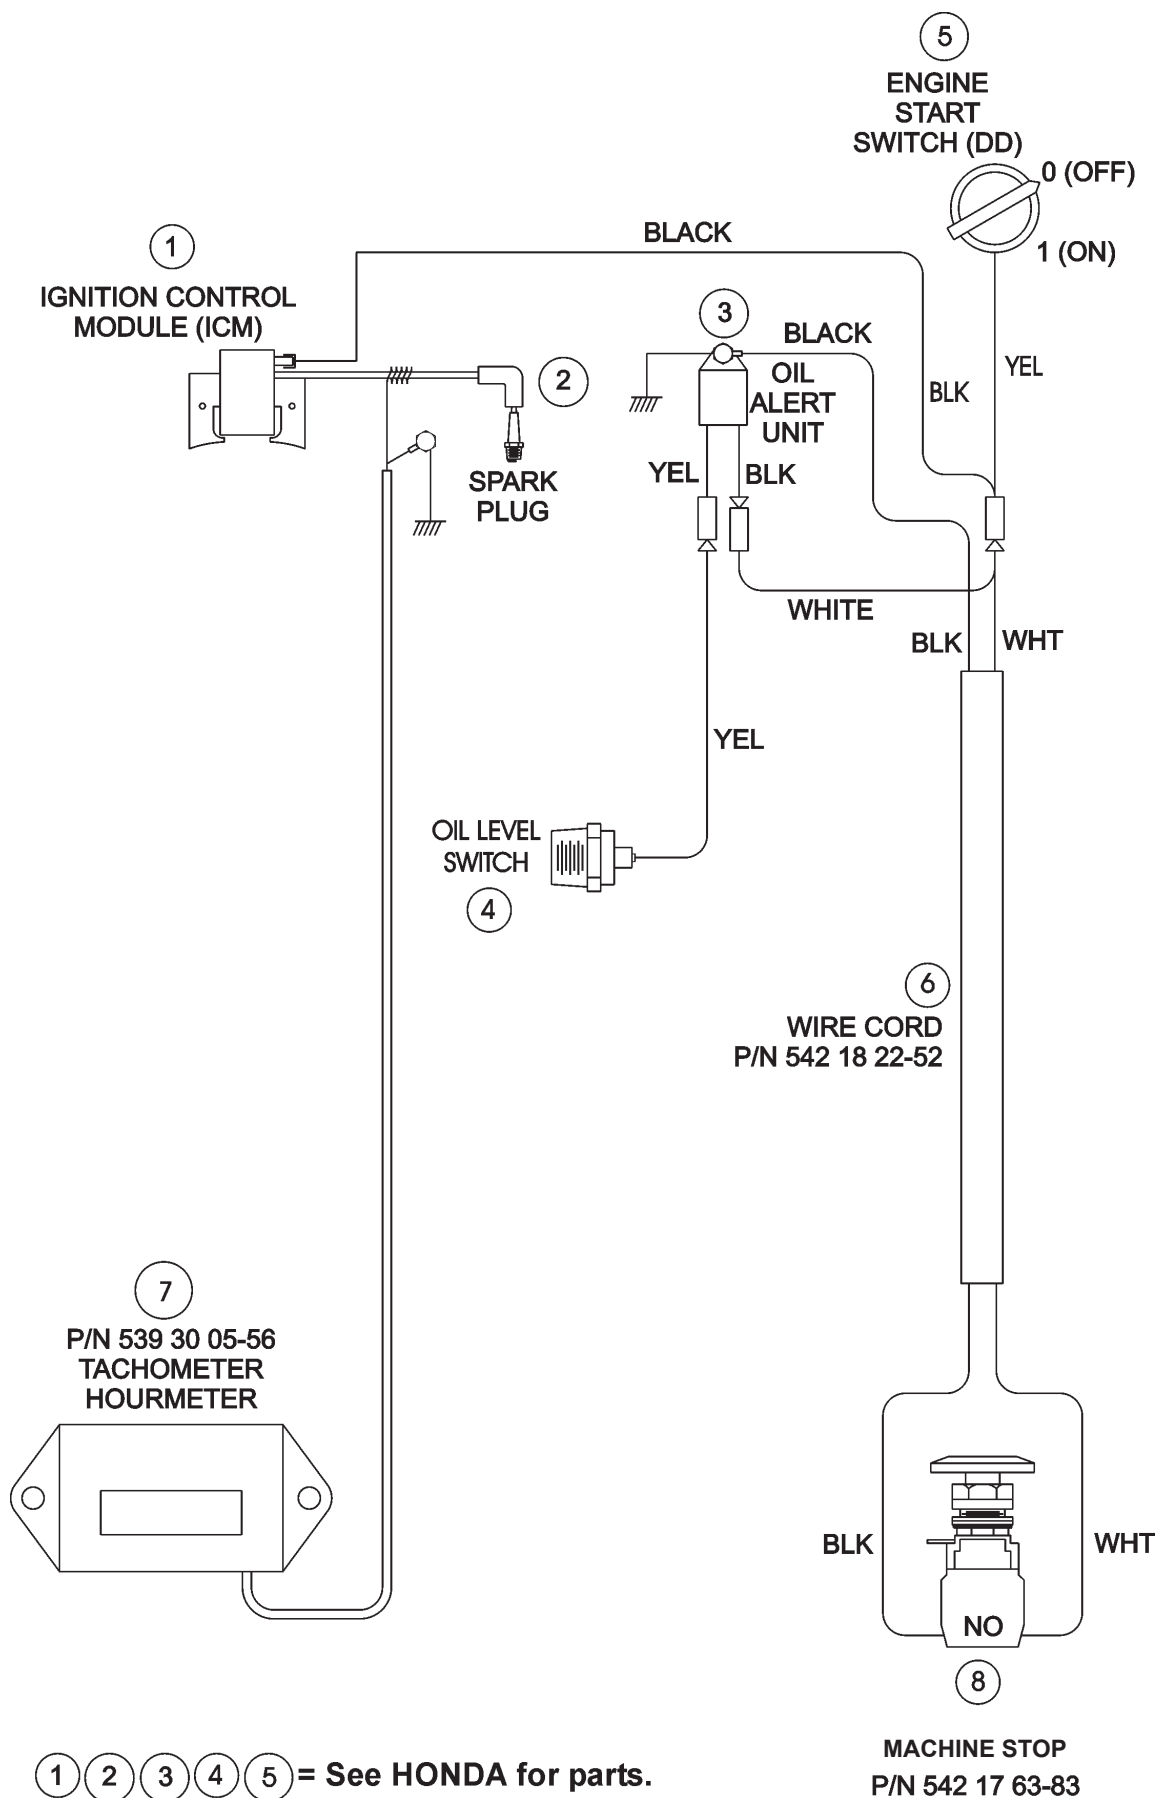 5
ENGINE
START
SWITCH (DD)
0 (OFF)
1 (ON)
BLACK
1
IGNITION CONTROL
MODULE (ICM)
3
BLACK
OIL
ALERT
UNIT
2
YEL
BLK
YEL
BLK
SPARK
PLUG
WHITE
BLK
WHT
YEL
OIL LEVEL
SWITCH
4
6
WIRE CORD
P/N 542 18 22-52
7
P/N 539 30 05-56
TACHOMETER
HOURMETER
BLK
WHT
NO
8
MACHINE STOP
P/N 542 17 63-83
1 2 3 4 5 = See HONDA for parts.